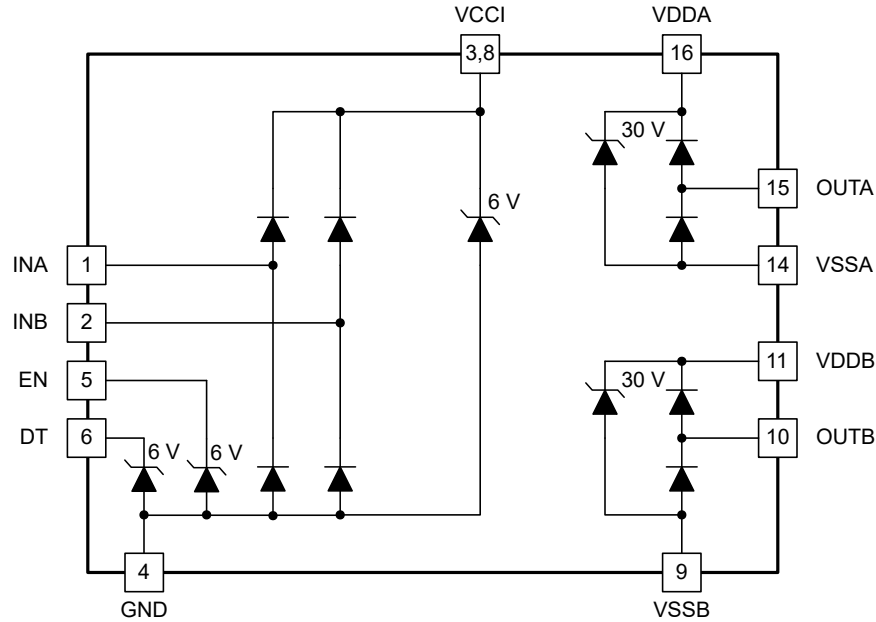 VCCI
VDDA
3,8
16
30 V
15
OUTA
6 V
INA
1
14
VSSA
INB
2
EN
5
11
VDDB
30 V
DT
6
6 V
6 V
10
OUTB
4
9
GND
VSSB